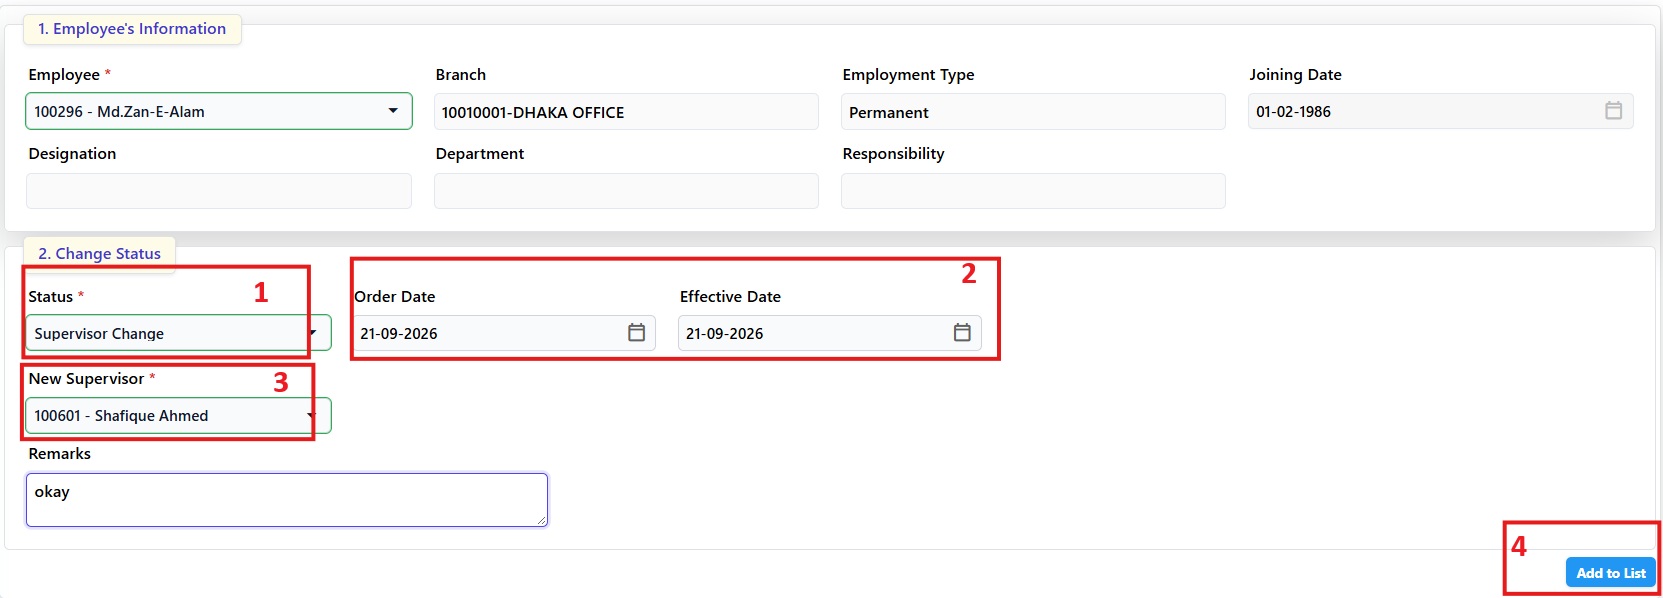 1. Employee's Information
Employee * Branch Employment Type Joining Date
100296 - Md.Zan-E-Alam 10010001-DHAKA OFFICE Permanent 01-02-1986
Designation Department Responsibility
2. Change Status
1 2
Status * Order Date Effective Date
Supervisor Change 21-09-2026 21-09-2026
New Supervisor * 3
100601 - Shafique Ahmed
Remarks
okay
4
Add to List